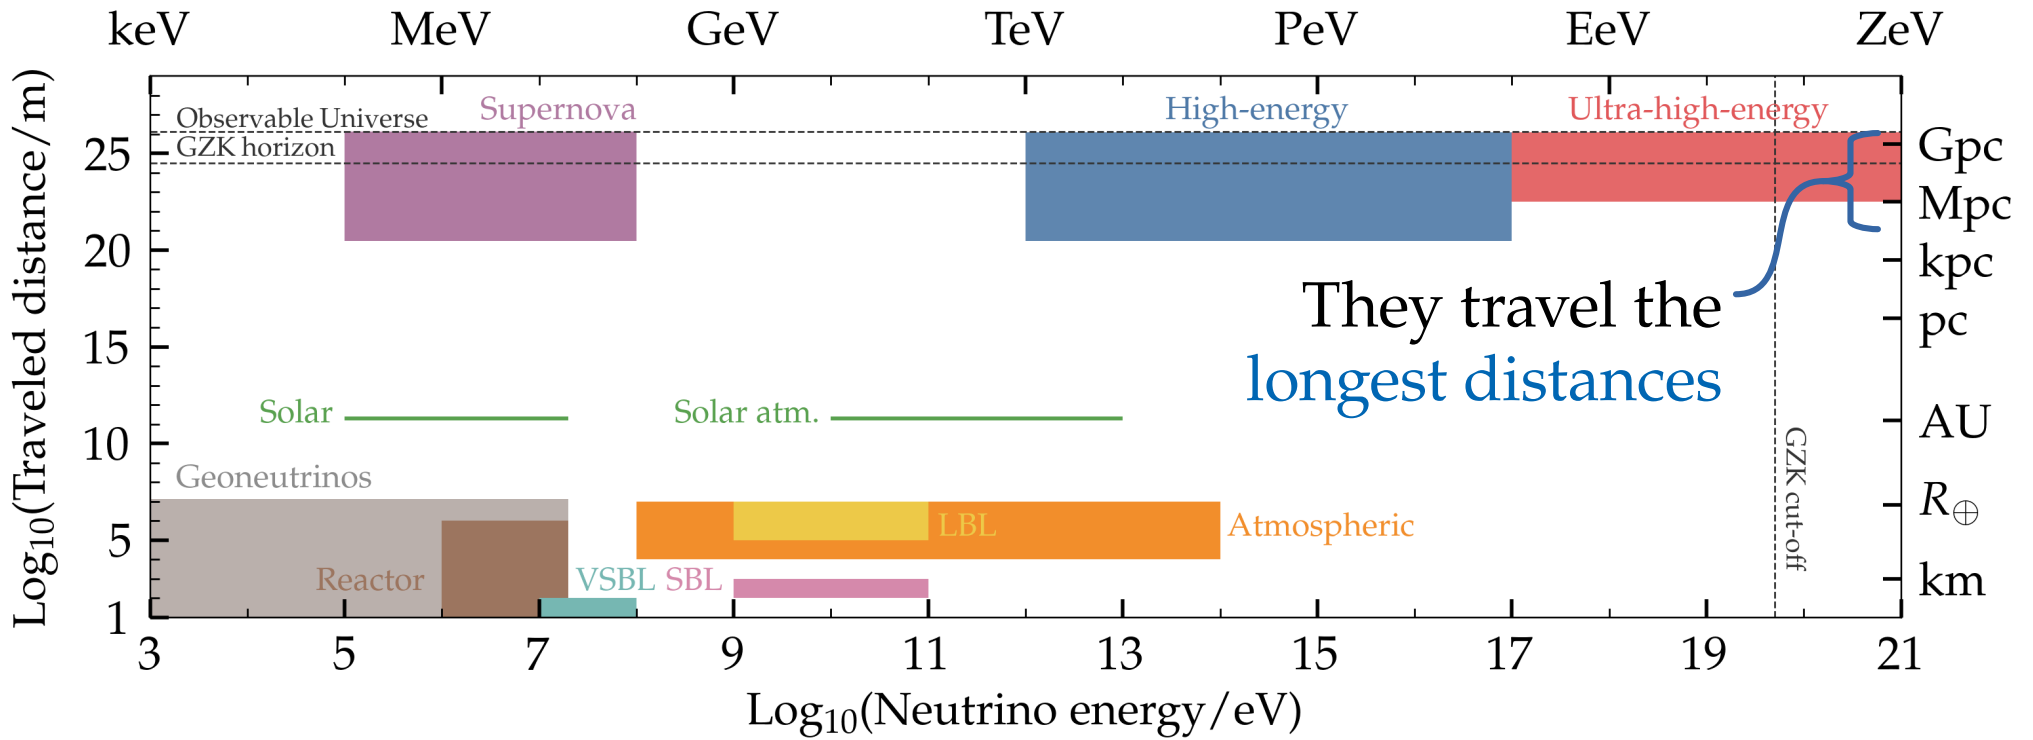 keV MeV GeV TeV PeV EeV ZeV
Log₁₀(Traveled distance/m)
Observable Universe
GZK horizon
Supernova
High-energy
Ultra-high-energy
25
20
15
10
5
1
Gpc
Mpc
kpc
pc
AU
R⊕
km
They travel the
longest distances
Solar
Solar atm.
GZK cut-off
Geoneutrinos
LBL
Atmospheric
Reactor
VSBL
SBL
3 5 7 9 11 13 15 17 19 21
Log₁₀(Neutrino energy/eV)